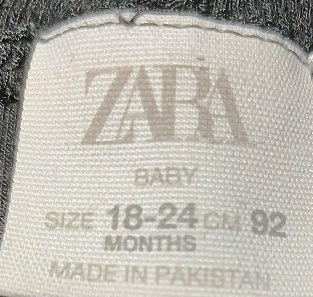 ZARA
BABY
SIZE 18-24 CM 92
MONTHS
MADE IN PAKISTAN